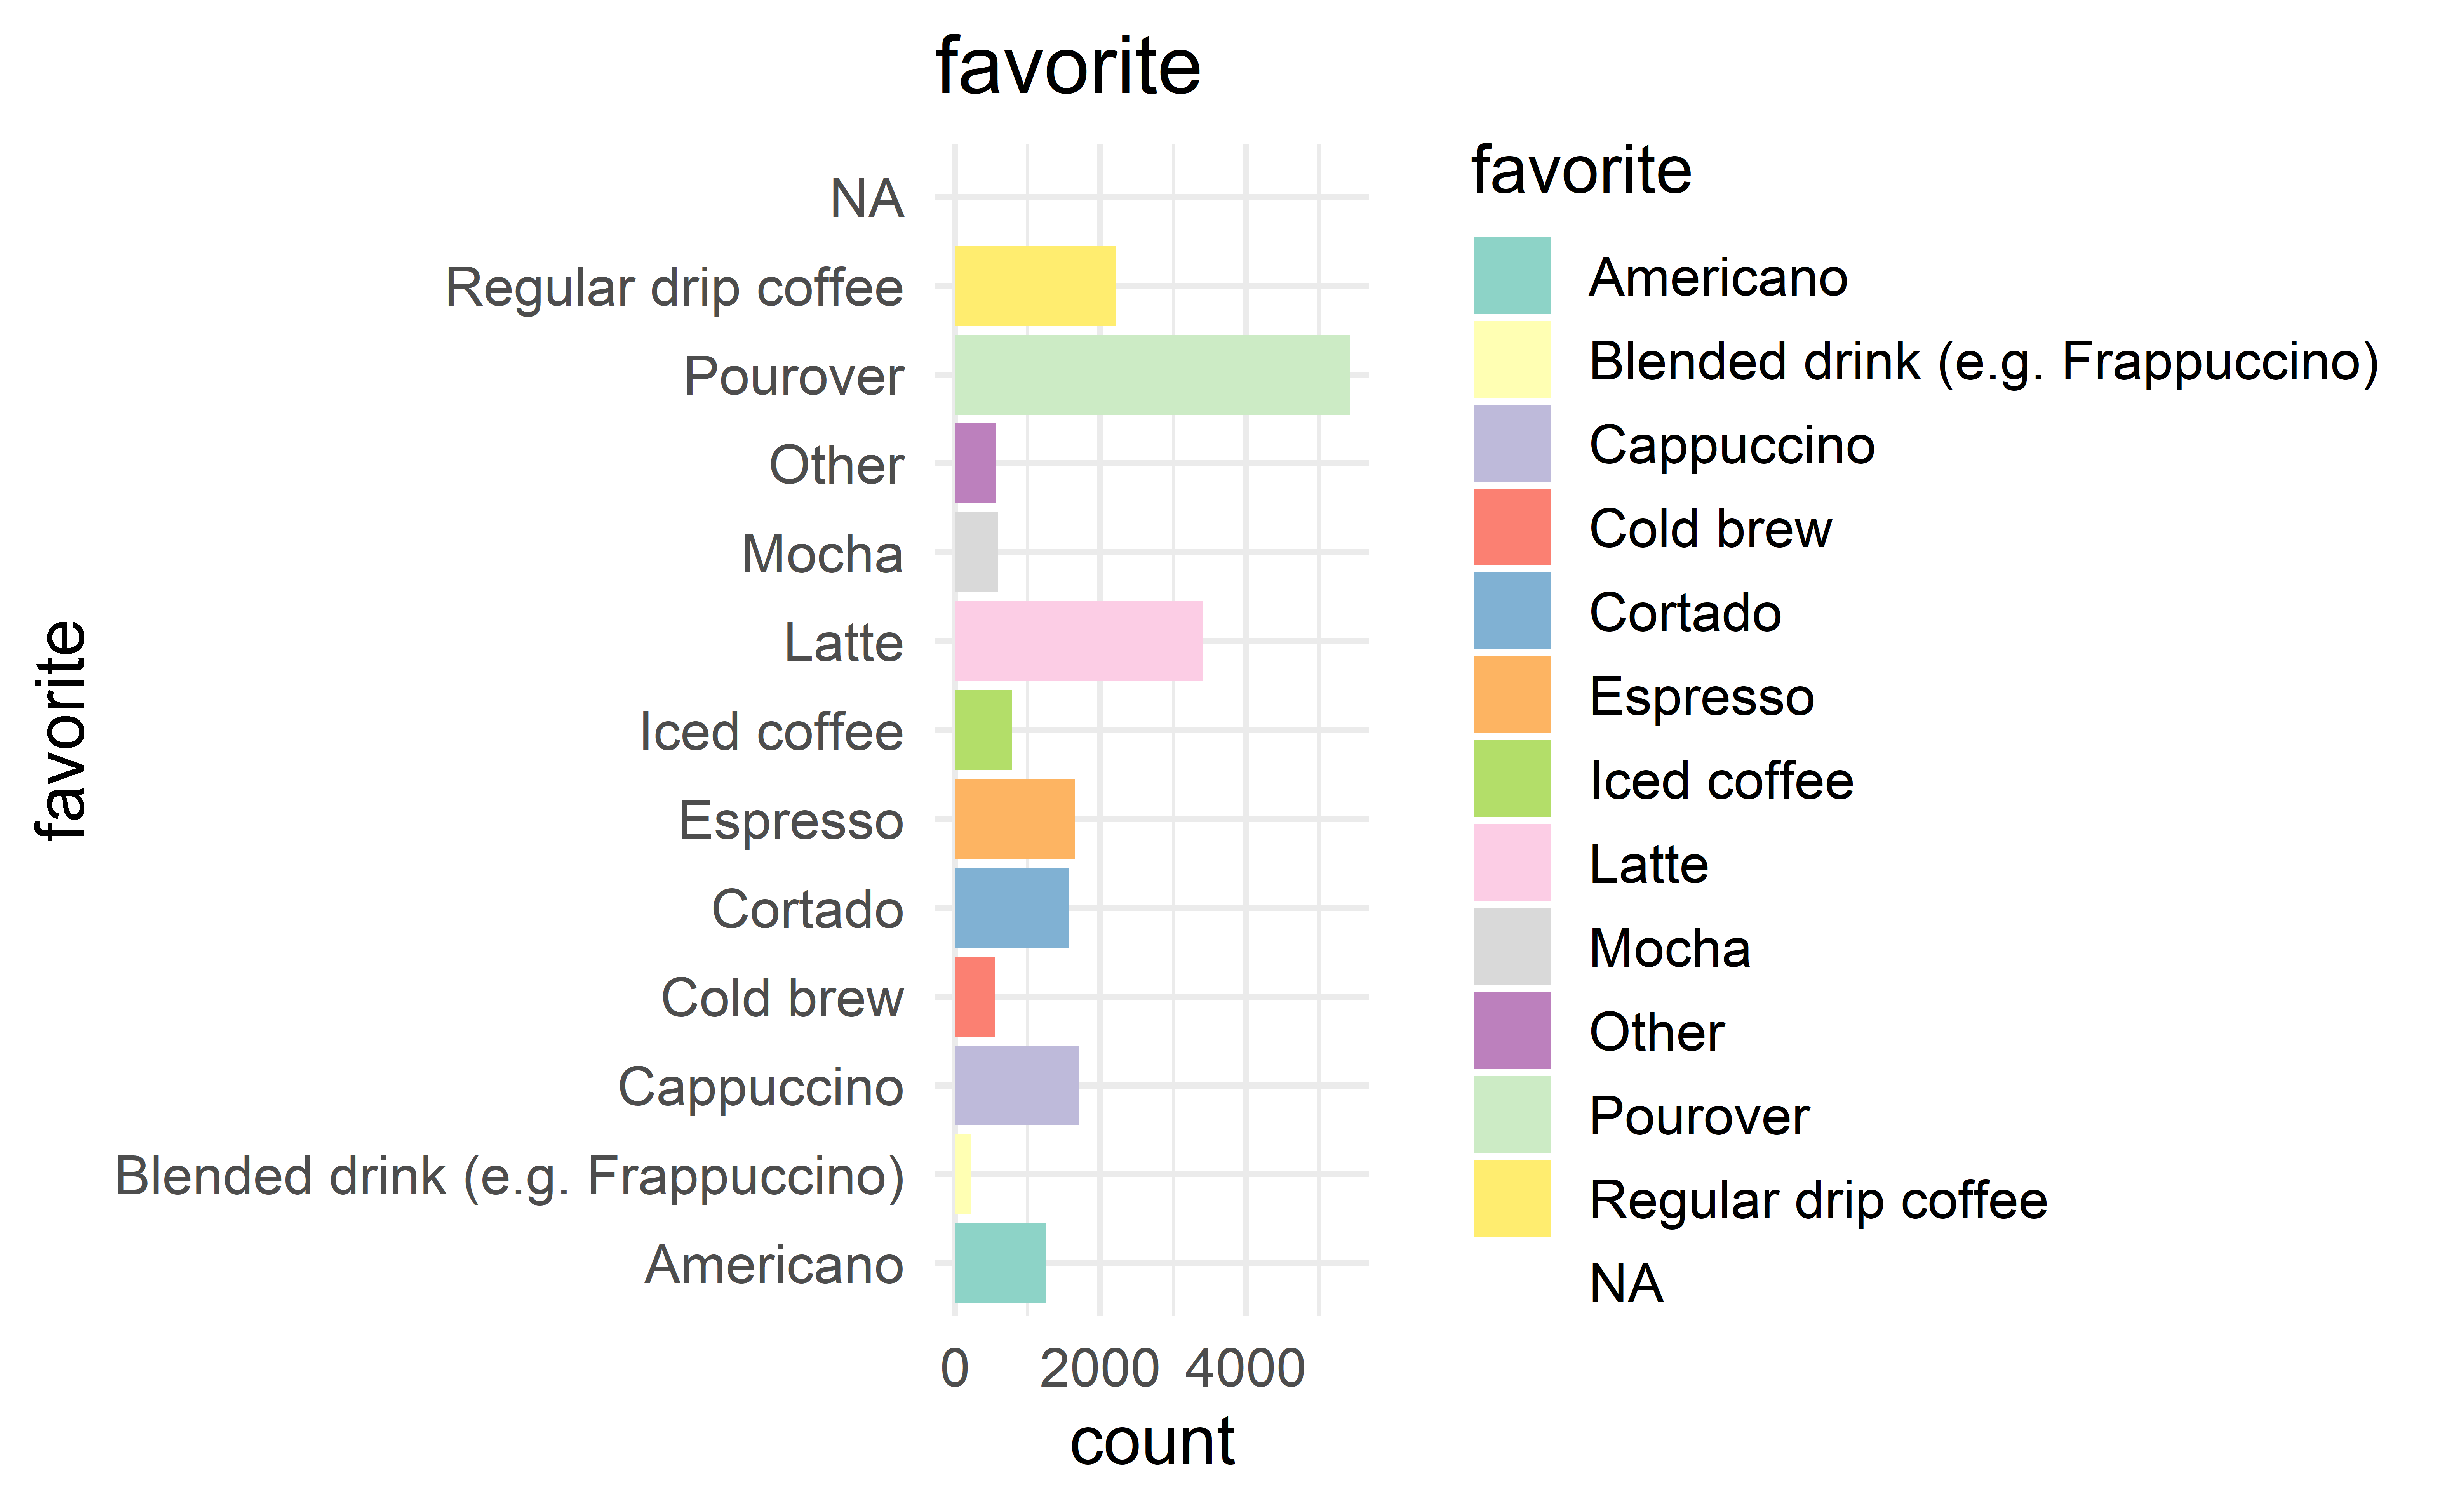 favorite
NA
Regular drip coffee
Pourover
Other
Mocha
Latte
Iced coffee
Espresso
Cortado
Cold brew
Cappuccino
Blended drink (e.g. Frappuccino)
Americano
favorite
0 2000 4000
count
favorite
Americano
Blended drink (e.g. Frappuccino)
Cappuccino
Cold brew
Cortado
Espresso
Iced coffee
Latte
Mocha
Other
Pourover
Regular drip coffee
NA